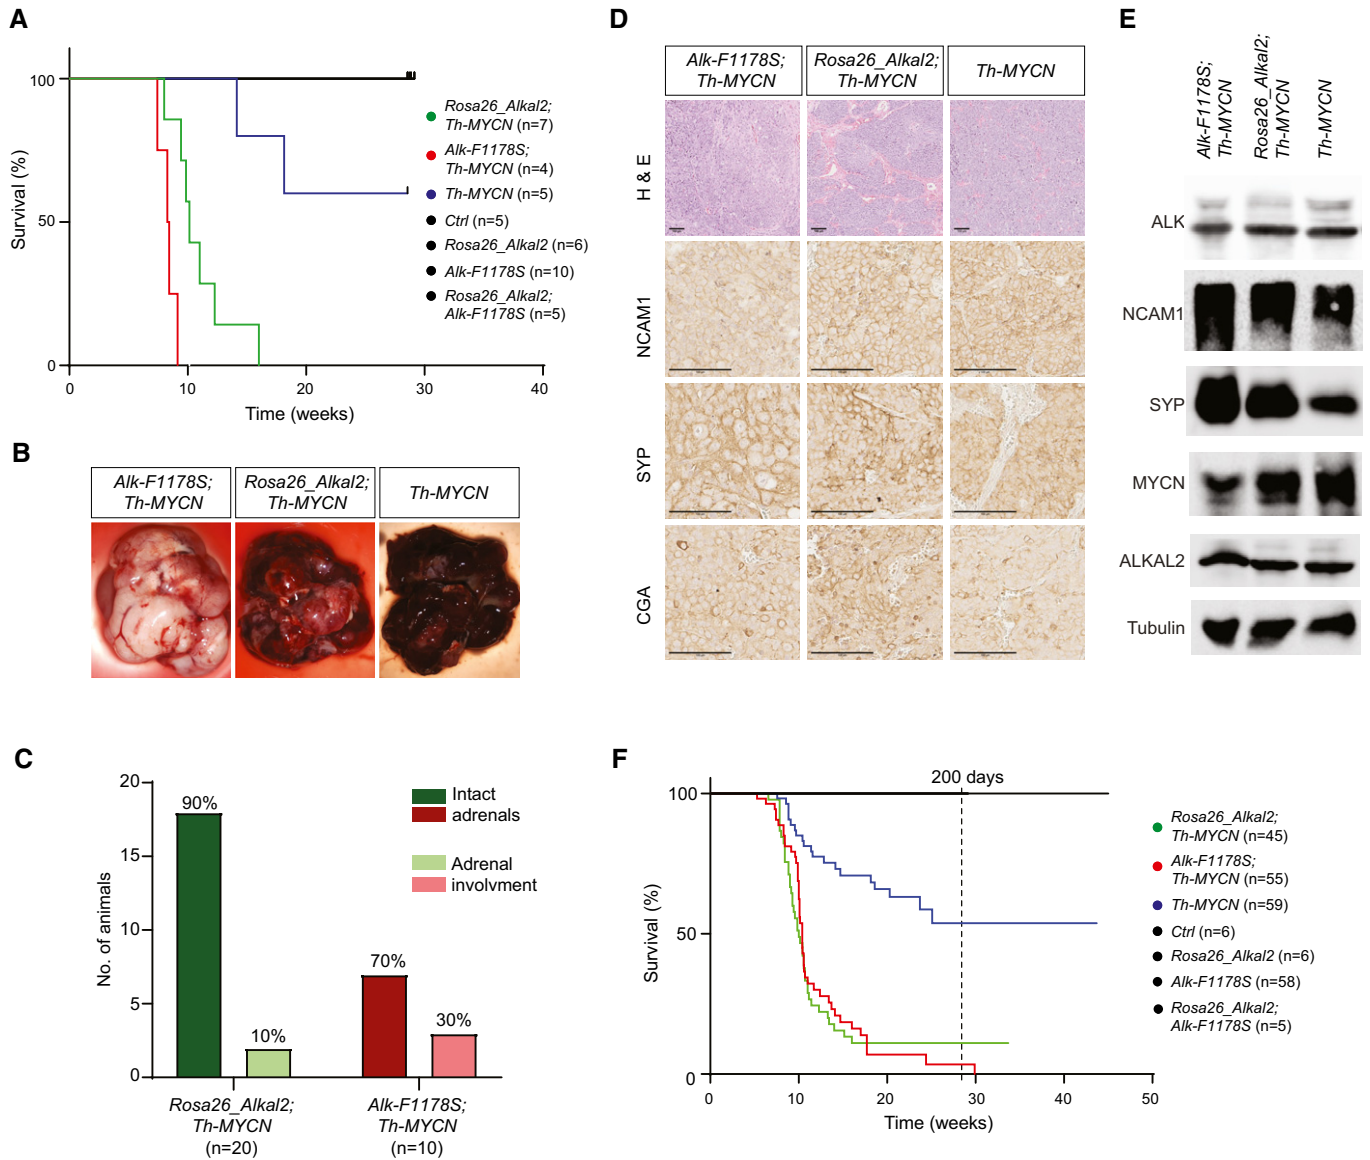 A
100
50
0
0
10
20
30
40
Survival (%)
Time (weeks)
Rosa26_Alkal2;
Th-MYCN (n=7)
Alk-F1178S;
Th-MYCN (n=4)
Th-MYCN (n=5)
Ctrl (n=5)
Rosa26_Alkal2 (n=6)
Alk-F1178S (n=10)
Rosa26_Alkal2;
Alk-F1178S (n=5)
B
Alk-F1178S;
Th-MYCN
Rosa26_Alkal2;
Th-MYCN
Th-MYCN
C
20
15
10
5
0
No. of animals
90%
10%
70%
30%
Intact
adrenals
Adrenal
involvment
Rosa26_Alkal2;
Th-MYCN
(n=20)
Alk-F1178S;
Th-MYCN
(n=10)
D
Alk-F1178S;
Th-MYCN
Rosa26_Alkal2;
Th-MYCN
Th-MYCN
H & E
NCAM1
SYP
CGA
E
Alk-F1178S;
Th-MYCN
Rosa26_Alkal2;
Th-MYCN
Th-MYCN
ALK
NCAM1
SYP
MYCN
ALKAL2
Tubulin
F
200 days
100
50
0
0
10
20
30
40
50
Survival (%)
Time (weeks)
Rosa26_Alkal2;
Th-MYCN (n=45)
Alk-F1178S;
Th-MYCN (n=55)
Th-MYCN (n=59)
Ctrl (n=6)
Rosa26_Alkal2 (n=6)
Alk-F1178S (n=58)
Rosa26_Alkal2;
Alk-F1178S (n=5)